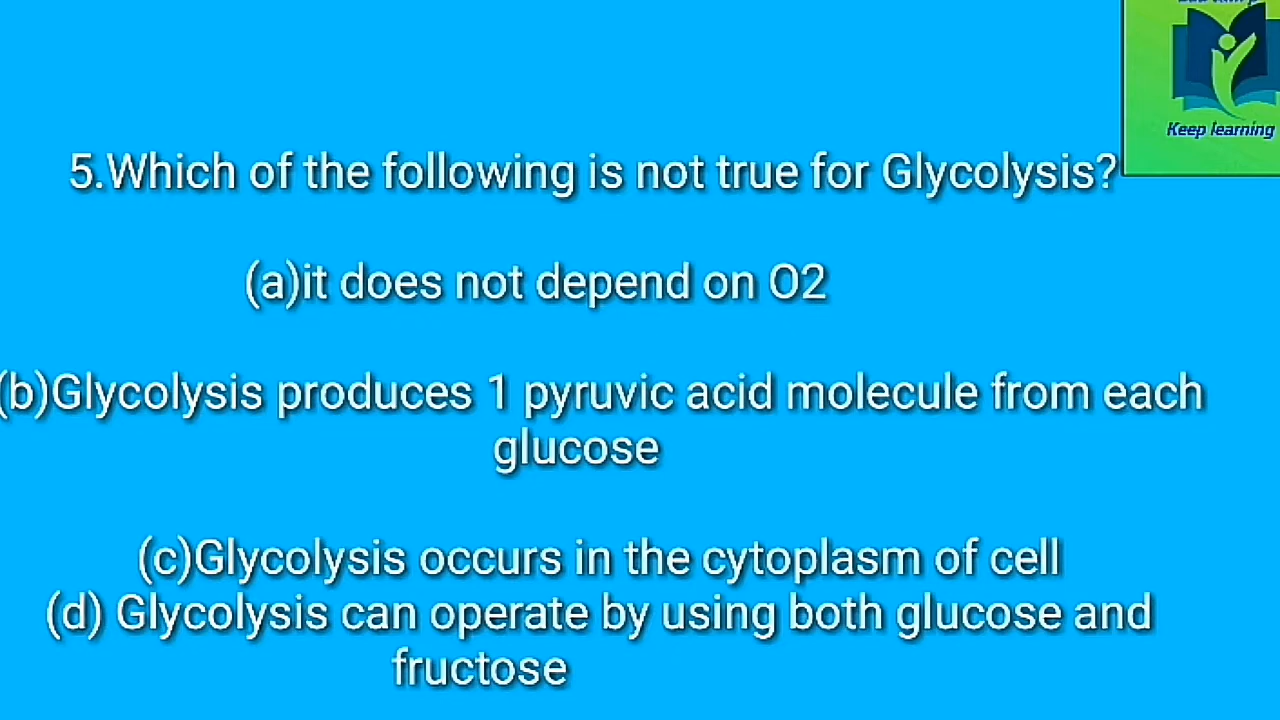 Keep learning
5.Which of the following is not true for Glycolysis?
(a)it does not depend on O2
(b)Glycolysis produces 1 pyruvic acid molecule from each
glucose
(c)Glycolysis occurs in the cytoplasm of cell
(d) Glycolysis can operate by using both glucose and
fructose